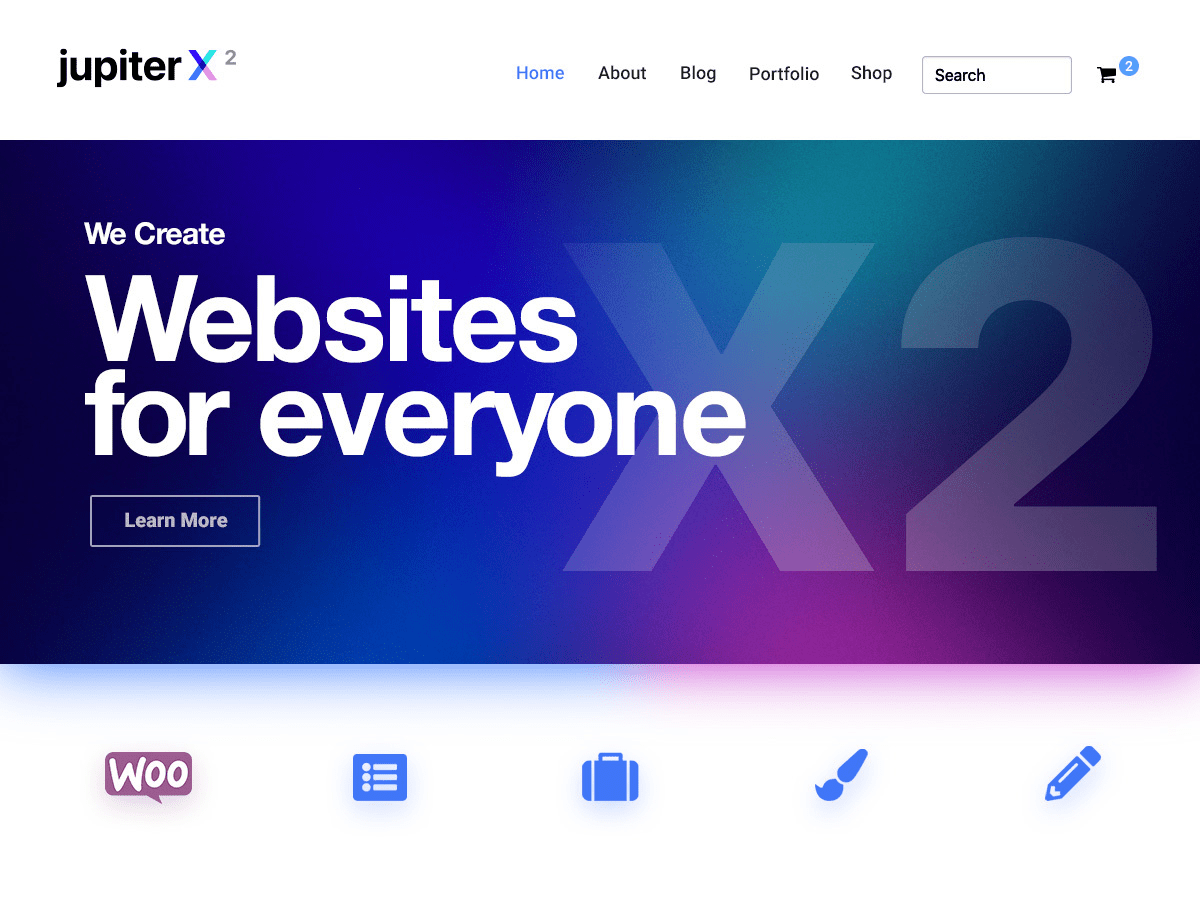 jupiter X 2
Home About Blog Portfolio Shop Search 2
We Create
Websites
for everyone
X2
Learn More
Woo